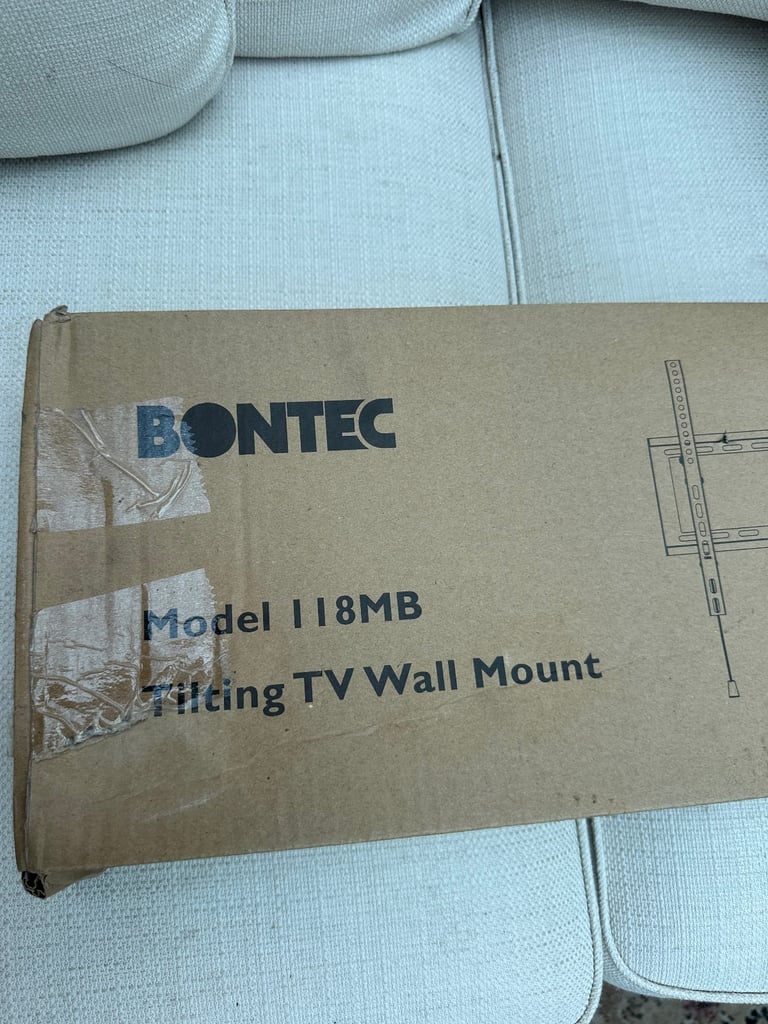 BONTEC
Model 118MB
Tilting TV Wall Mount